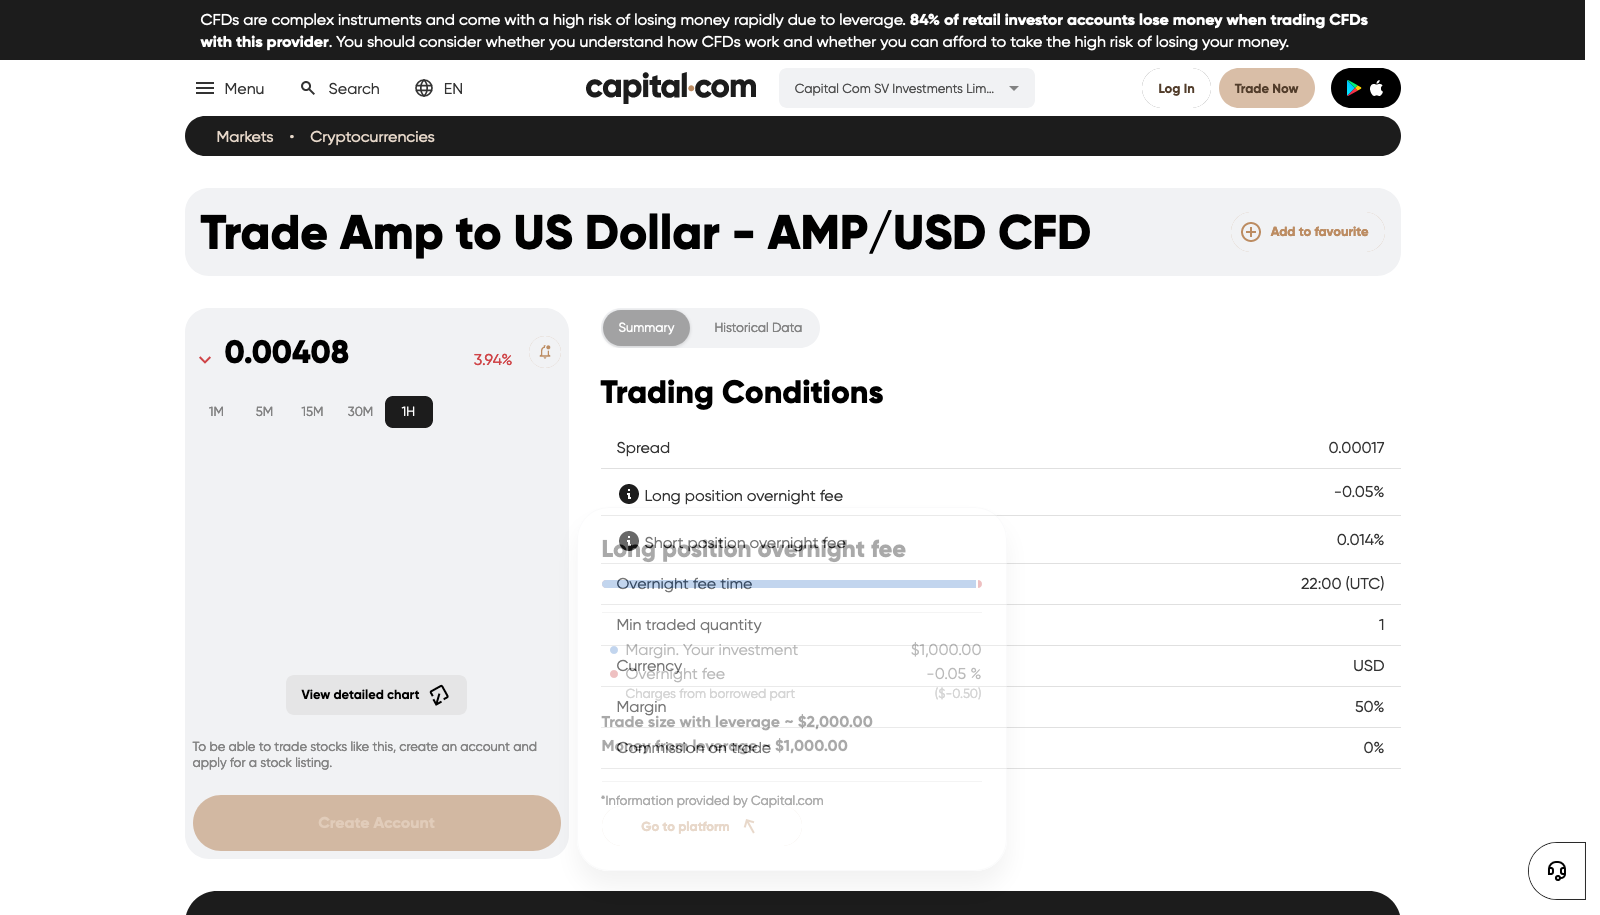 CFDs are complex instruments and come with a high risk of losing money rapidly due to leverage. 84% of retail investor accounts lose money when trading CFDs
with this provider. You should consider whether you understand how CFDs work and whether you can afford to take the high risk of losing your money.
Menu
Search
EN
capital.com
Capital Com SV Investments Lim...
Log In
Trade Now
Markets • Cryptocurrencies
Trade Amp to US Dollar - AMP/USD CFD
Add to favourite
0.00408
3.94%
1M 5M 15M 30M 1H
View detailed chart
To be able to trade stocks like this, create an account and
apply for a stock listing.
Create Account
Summary
Historical Data
Trading Conditions
Spread 0.00017
Long position overnight fee -0.05%
Short position overnight fee 0.014%
Overnight fee time 22:00 (UTC)
Min traded quantity 1
Currency USD
Margin 50%
Commission on trade 0%
Long position overnight fee
Margin. Your investment $1,000.00
Overnight fee -0.05 %
Charges from borrowed part ($-0.50)
Trade size with leverage ~ $2,000.00
Money from leverage ~ $1,000.00
*Information provided by Capital.com
Go to platform